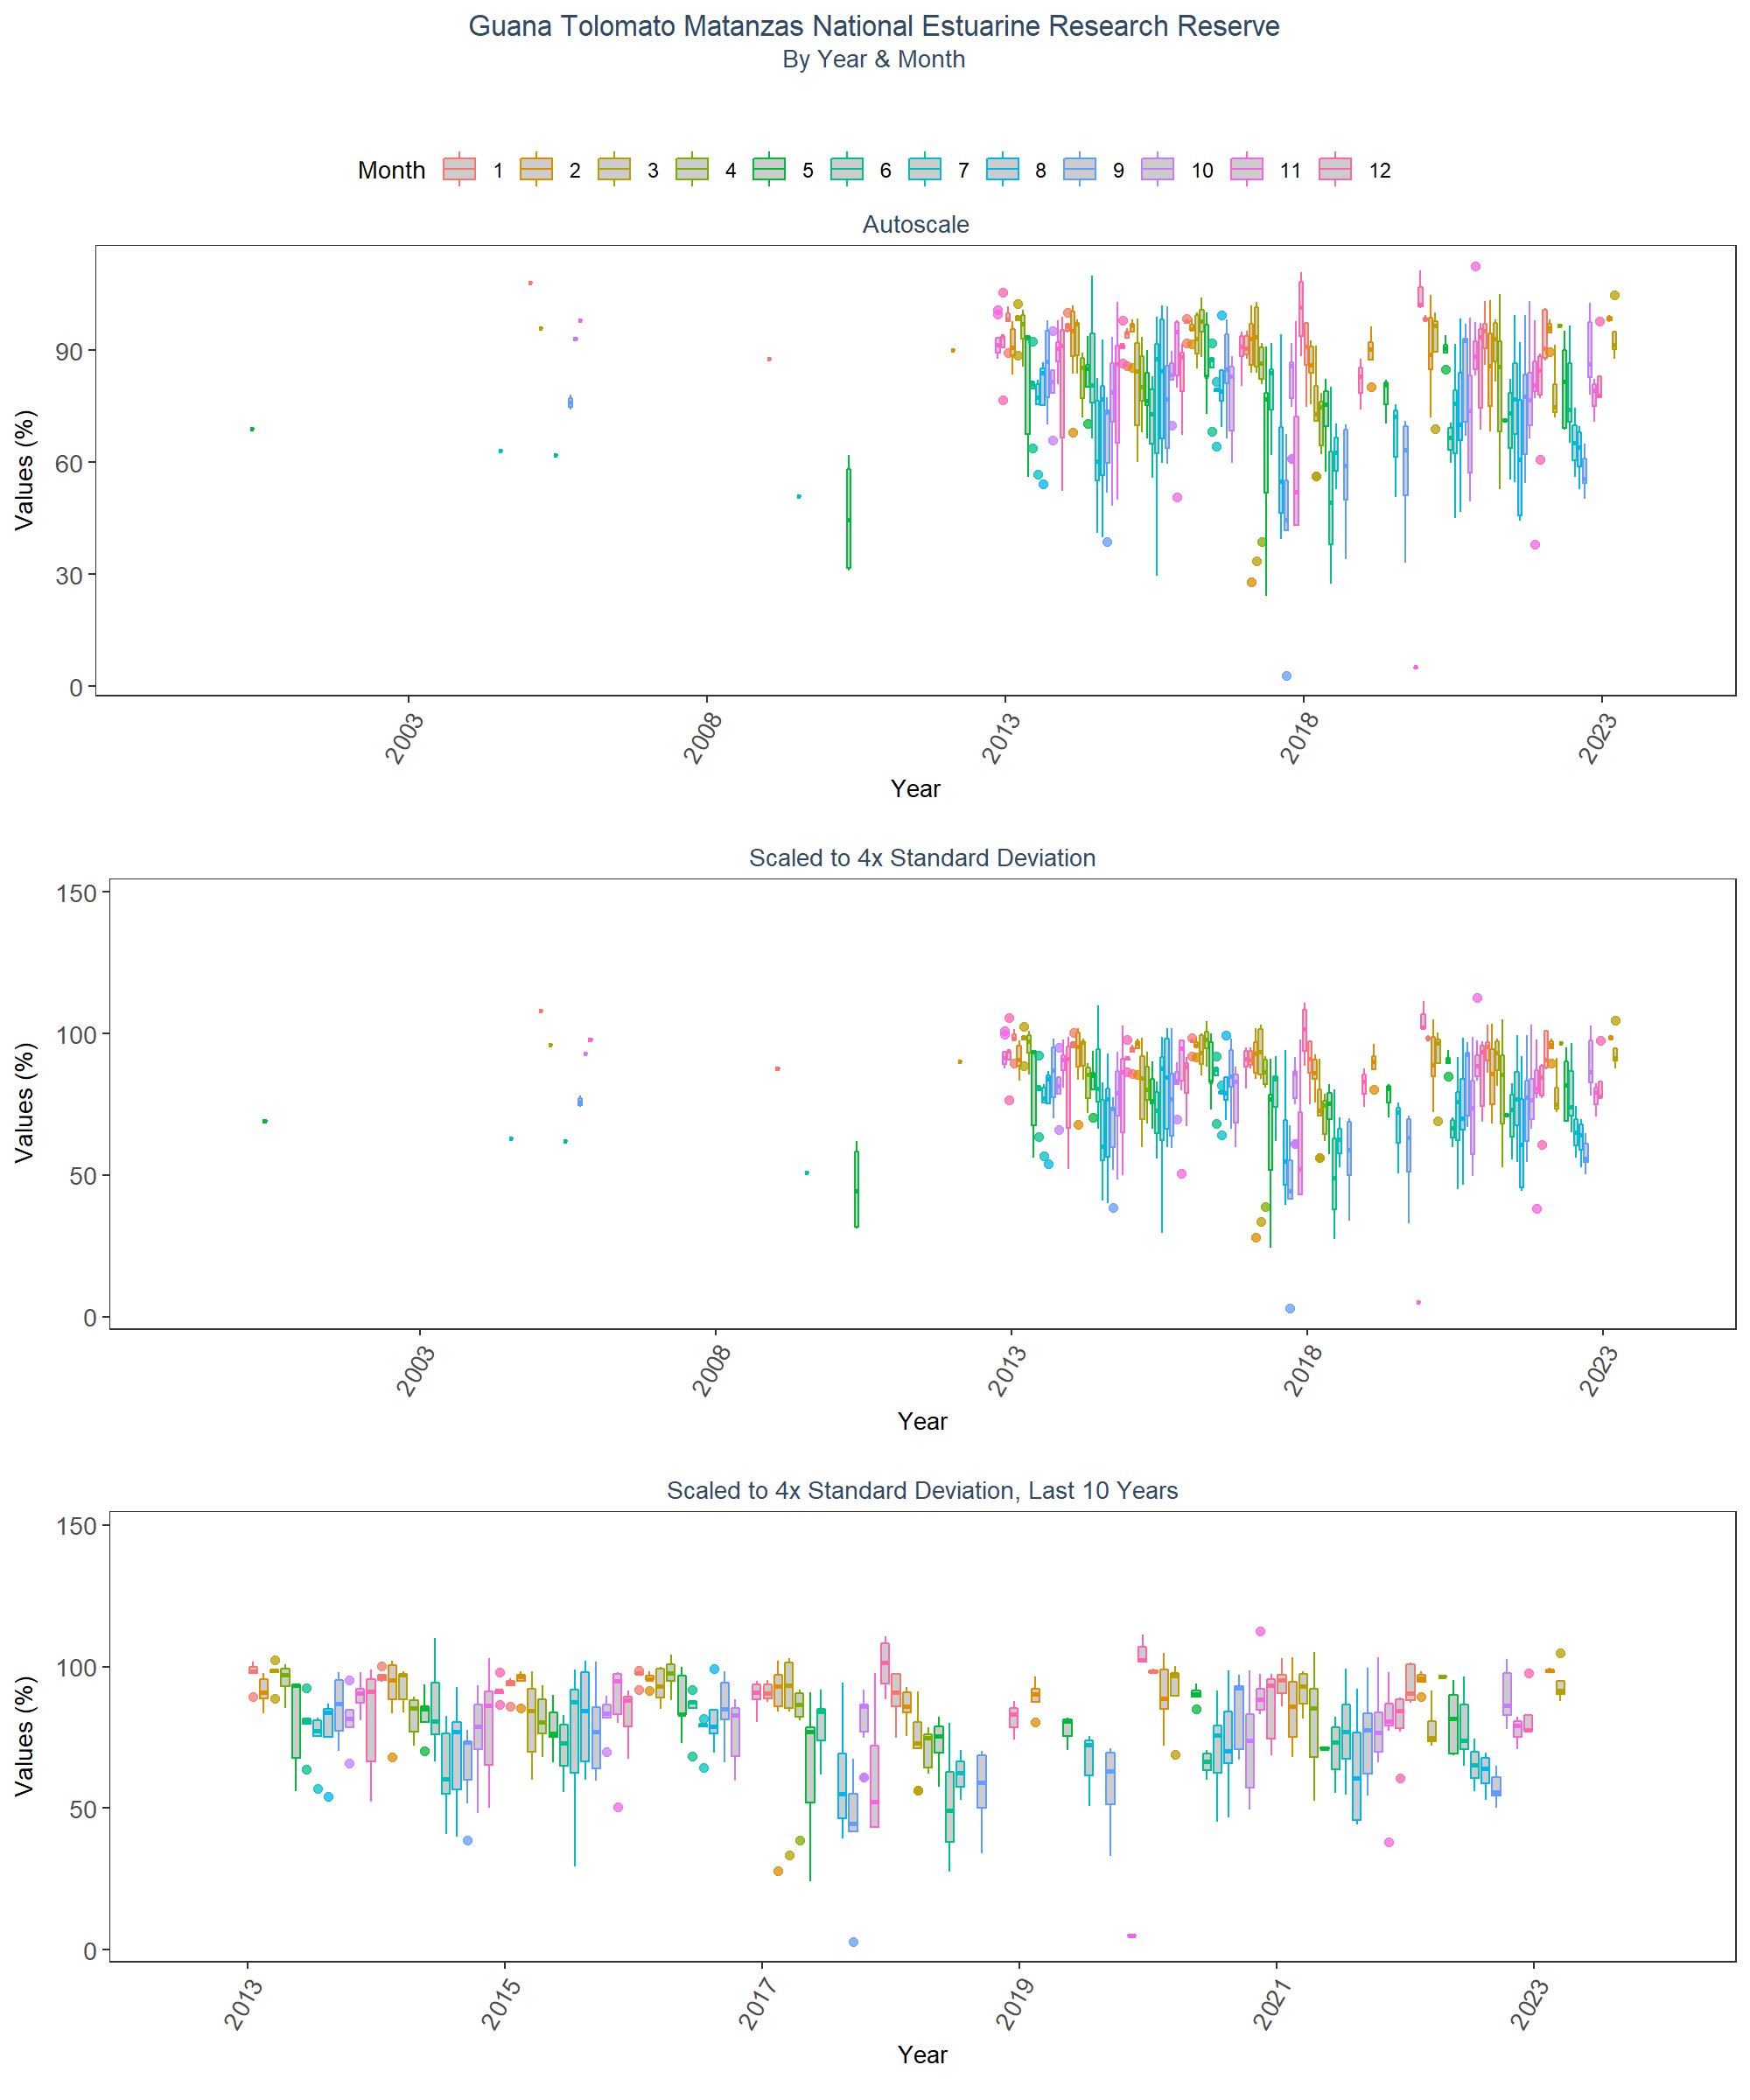 Guana Tolomato Matanzas National Estuarine Research Reserve
By Year & Month
Month 1 2 3 4 5 6 7 8 9 10 11 12
Autoscale
Values (%)
90
60
30
0
2003 2008 2013 2018 2023
Year
Scaled to 4x Standard Deviation
Values (%)
150
100
50
0
2003 2008 2013 2018 2023
Year
Scaled to 4x Standard Deviation, Last 10 Years
Values (%)
150
100
50
0
2013 2015 2017 2019 2021 2023
Year